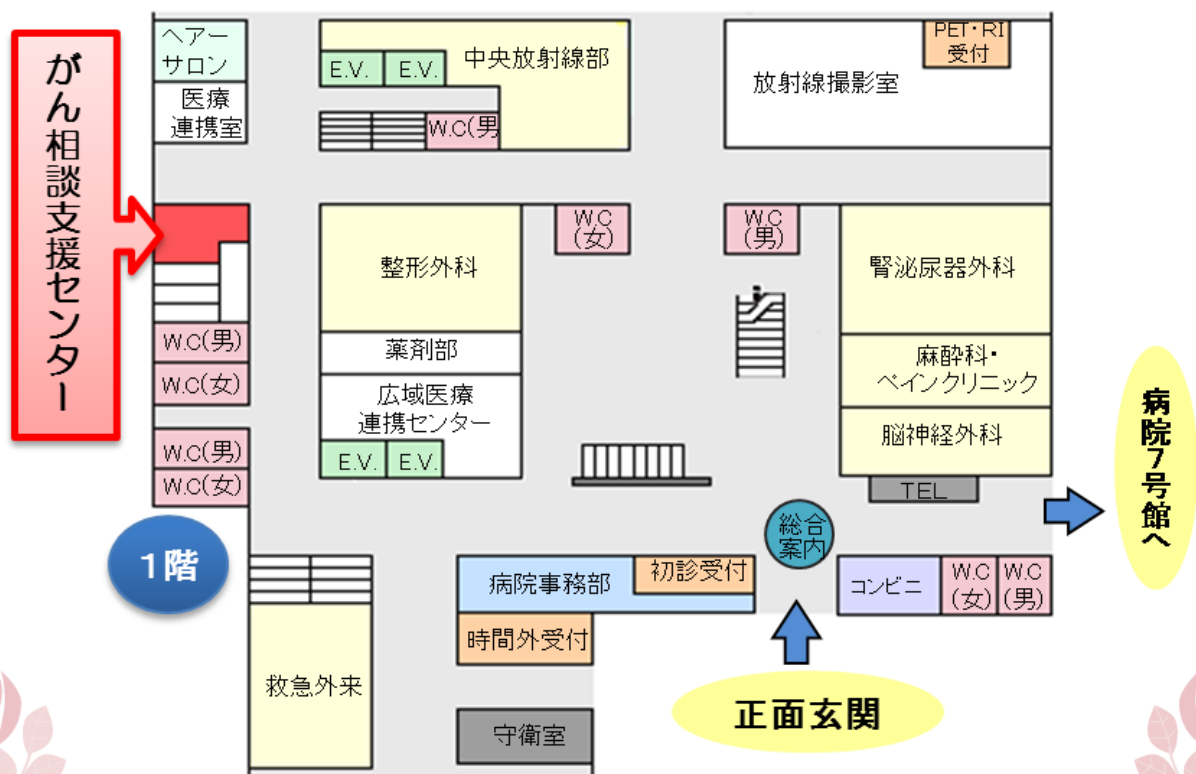 がん相談支援センター
ヘアー
サロン
医療
連携室
E.V.
E.V.
中央放射線部
W.C(男
PET・RI
受付
放射線撮影室
整形外科
W.C
(女)
W.C
(男)
腎泌尿器外科
W.C(男)
W.C(女)
薬剤部
広域医療
連携センター
麻酔科・
ペインクリニック
脳神経外科
W.C(男)
W.C(女)
E.V.
E.V.
TEL
病院7号館へ
1階
総合
案内
病院事務部
初診受付
コンビニ
W.C
(女)
W.C
(男)
時間外受付
救急外来
正面玄関
守衛室